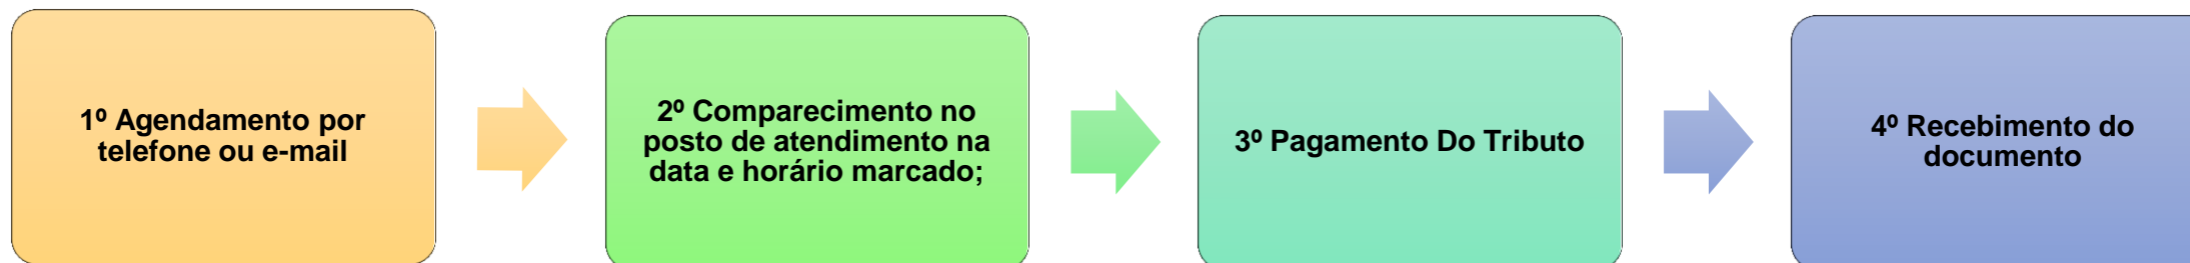 1º Agendamento por
telefone ou e-mail
2º Comparecimento no
posto de atendimento na
data e horário marcado;
3º Pagamento Do Tributo
4º Recebimento do
documento